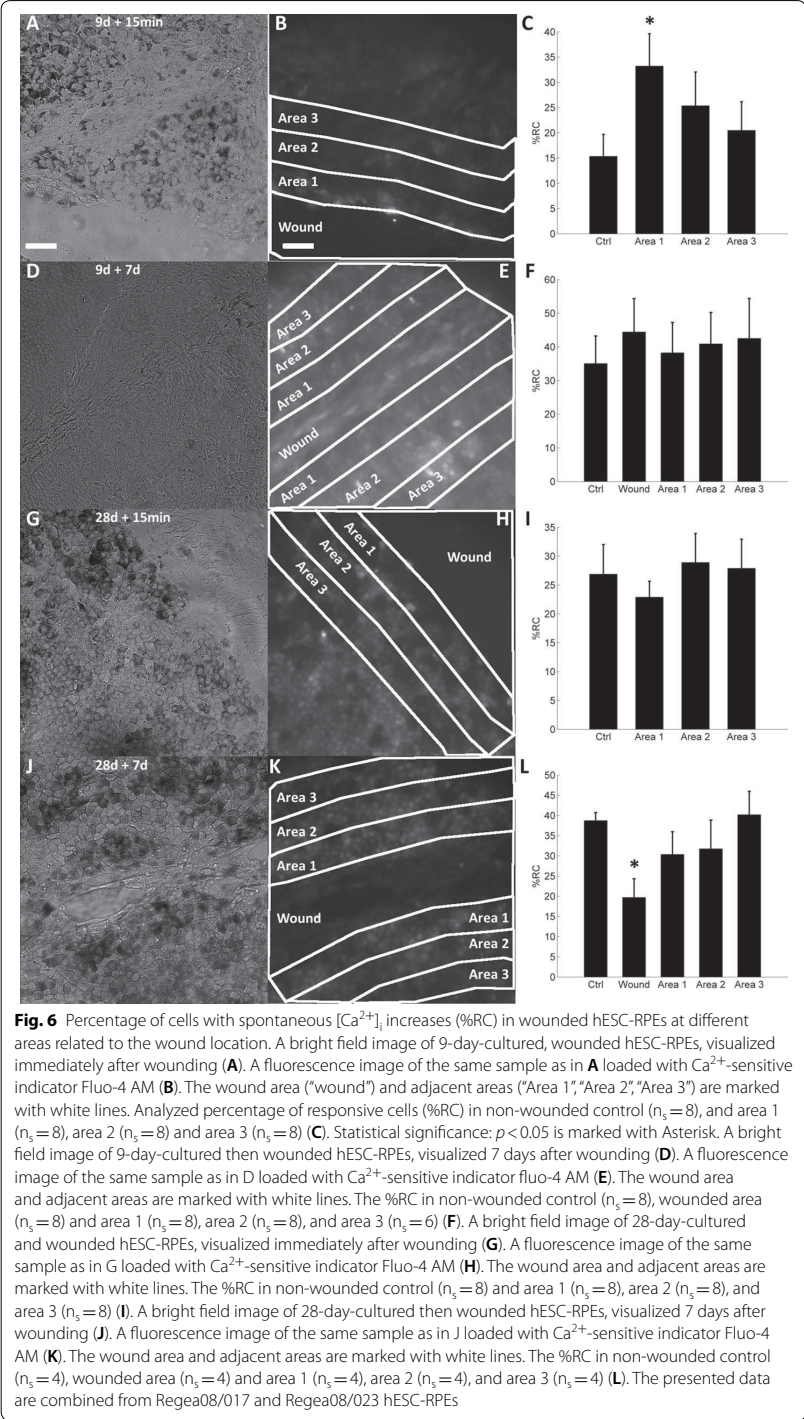 A 9d + 15min
B
Area 3
Area 2
Area 1
Wound
C
40
35
30
25
20
15
10
5
0
%RC
*
Ctrl Area 1 Area 2 Area 3
D 9d + 7d
E
Area 3
Area 2
Area 1
Wound
Area 1
Area 2
Area 3
F
60
50
40
30
20
10
0
%RC
Ctrl Wound Area 1 Area 2 Area 3
G 28d + 15min
H
Area 1
Area 2
Area 3
Wound
I
35
30
25
20
15
10
5
0
%RC
Ctrl Area 1 Area 2 Area 3
J 28d + 7d
K
Area 3
Area 2
Area 1
Wound
Area 1
Area 2
Area 3
L
50
45
40
35
30
25
20
15
10
5
0
%RC
*
Ctrl Wound Area 1 Area 2 Area 3
Fig. 6 Percentage of cells with spontaneous [Ca2+]i increases (%RC) in wounded hESC-RPEs at different
areas related to the wound location. A bright field image of 9-day-cultured, wounded hESC-RPEs, visualized
immediately after wounding (A). A fluorescence image of the same sample as in A loaded with Ca2+-sensitive
indicator Fluo-4 AM (B). The wound area (“wound”) and adjacent areas (“Area 1”, “Area 2”, “Area 3”) are marked
with white lines. Analyzed percentage of responsive cells (%RC) in non-wounded control (ns = 8), and area 1
(ns = 8), area 2 (ns = 8) and area 3 (ns = 8) (C). Statistical significance: p < 0.05 is marked with Asterisk. A bright
field image of 9-day-cultured then wounded hESC-RPEs, visualized 7 days after wounding (D). A fluorescence
image of the same sample as in D loaded with Ca2+-sensitive indicator fluo-4 AM (E). The wound area
and adjacent areas are marked with white lines. The %RC in non-wounded control (ns = 8), wounded area
(ns = 8) and area 1 (ns = 8), area 2 (ns = 8), and area 3 (ns = 6) (F). A bright field image of 28-day-cultured
and wounded hESC-RPEs, visualized immediately after wounding (G). A fluorescence image of the same
sample as in G loaded with Ca2+-sensitive indicator Fluo-4 AM (H). The wound area and adjacent areas are
marked with white lines. The %RC in non-wounded control (ns = 8) and area 1 (ns = 8), area 2 (ns = 8), and
area 3 (ns = 8) (I). A bright field image of 28-day-cultured then wounded hESC-RPEs, visualized 7 days after
wounding (J). A fluorescence image of the same sample as in J loaded with Ca2+-sensitive indicator Fluo-4
AM (K). The wound area and adjacent areas are marked with white lines. The %RC in non-wounded control
(ns = 4), wounded area (ns = 4) and area 1 (ns = 4), area 2 (ns = 4), and area 3 (ns = 4) (L). The presented data
are combined from Regea08/017 and Regea08/023 hESC-RPEs